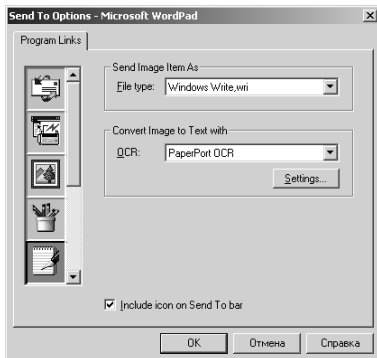 Send To Options - Microsoft WordPad
Program Links
Send Image Item As
File type: Windows Write,wri
Convert Image to Text with
OCR: PaperPort OCR
Settings...
Include icon on Send To bar
OK Отмена Справка